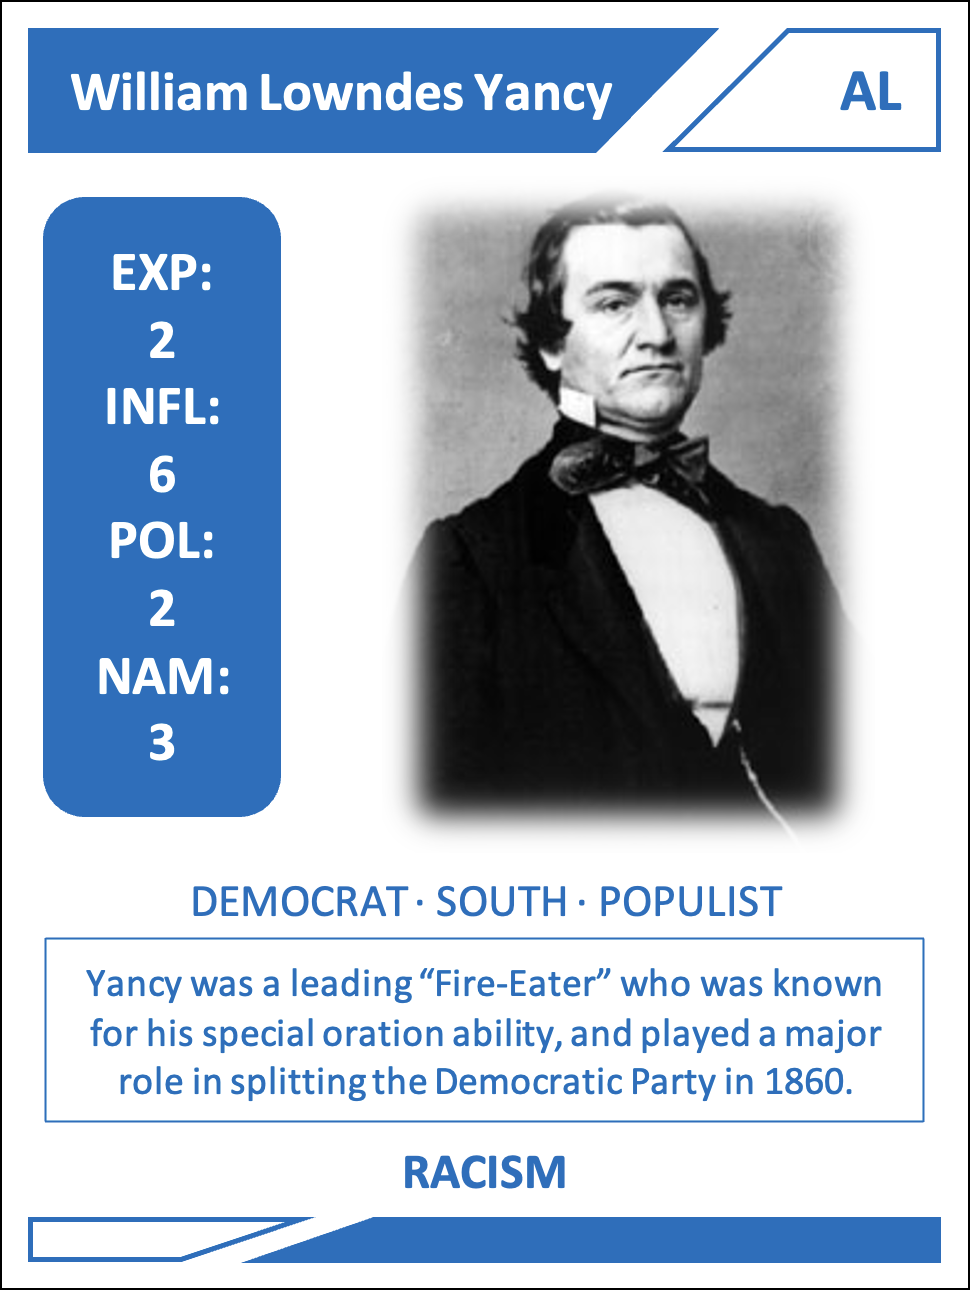 William Lowndes Yancy
AL
EXP:
2
INFL:
6
POL:
2
NAM:
3
DEMOCRAT · SOUTH · POPULIST
Yancy was a leading “Fire-Eater” who was known
for his special oration ability, and played a major
role in splitting the Democratic Party in 1860.
RACISM